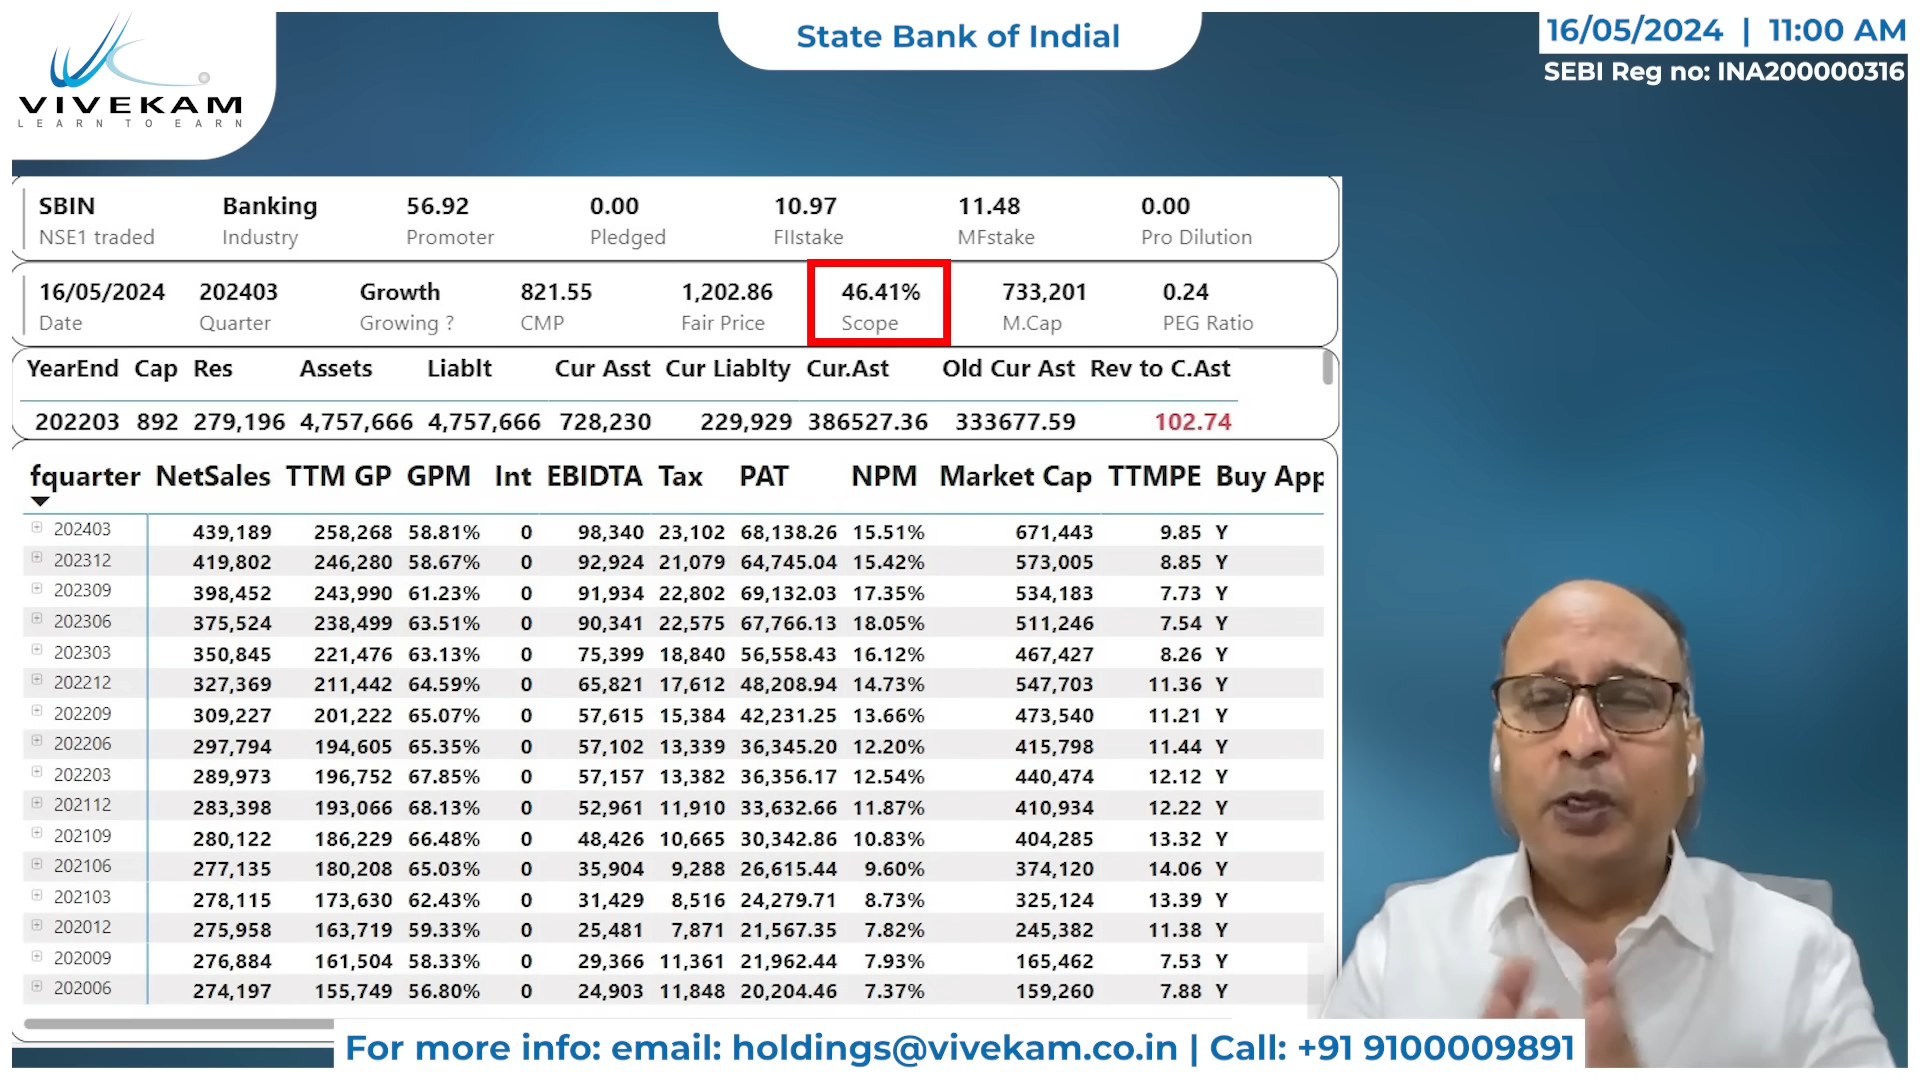 VIVEKAM
LEARN TO EARN
State Bank of Indial
16/05/2024 | 11:00 AM
SEBI Reg no: INA200000316
SBIN Banking 56.92 0.00 10.97 11.48 0.00
NSE1 traded Industry Promoter Pledged FIIstake MFstake Pro Dilution
16/05/2024 202403 Growth 821.55 1,202.86 46.41% 733,201 0.24
Date Quarter Growing ? CMP Fair Price Scope M.Cap PEG Ratio
YearEnd Cap Res Assets Liablt Cur Asst Cur Liablty Cur.Ast Old Cur Ast Rev to C.Ast
202203 892 279,196 4,757,666 4,757,666 728,230 229,929 386527.36 333677.59 102.74
fquarter NetSales TTM GP GPM Int EBIDTA Tax PAT NPM Market Cap TTMPE Buy App
202403 439,189 258,268 58.81% 0 98,340 23,102 68,138.26 15.51% 671,443 9.85 Y
202312 419,802 246,280 58.67% 0 92,924 21,079 64,745.04 15.42% 573,005 8.85 Y
202309 398,452 243,990 61.23% 0 91,934 22,802 69,132.03 17.35% 534,183 7.73 Y
202306 375,524 238,499 63.51% 0 90,341 22,575 67,766.13 18.05% 511,246 7.54 Y
202303 350,845 221,476 63.13% 0 75,399 18,840 56,558.43 16.12% 467,427 8.26 Y
202212 327,369 211,442 64.59% 0 65,821 17,612 48,208.94 14.73% 547,703 11.36 Y
202209 309,227 201,222 65.07% 0 57,615 15,384 42,231.25 13.66% 473,540 11.21 Y
202206 297,794 194,605 65.35% 0 57,102 13,339 36,345.20 12.20% 415,798 11.44 Y
202203 289,973 196,752 67.85% 0 57,157 13,382 36,356.17 12.54% 440,474 12.12 Y
202112 283,398 193,066 68.13% 0 52,961 11,910 33,632.66 11.87% 410,934 12.22 Y
202109 280,122 186,229 66.48% 0 48,426 10,665 30,342.86 10.83% 404,285 13.32 Y
202106 277,135 180,208 65.03% 0 35,904 9,288 26,615.44 9.60% 374,120 14.06 Y
202103 278,115 173,630 62.43% 0 31,429 8,516 24,279.71 8.73% 325,124 13.39 Y
202012 275,958 163,719 59.33% 0 25,481 7,871 21,567.35 7.82% 245,382 11.38 Y
202009 276,884 161,504 58.33% 0 29,366 11,361 21,962.44 7.93% 165,462 7.53 Y
202006 274,197 155,749 56.80% 0 24,903 11,848 20,204.46 7.37% 159,260 7.88 Y
For more info: email: holdings@vivekam.co.in | Call: +91 9100009891